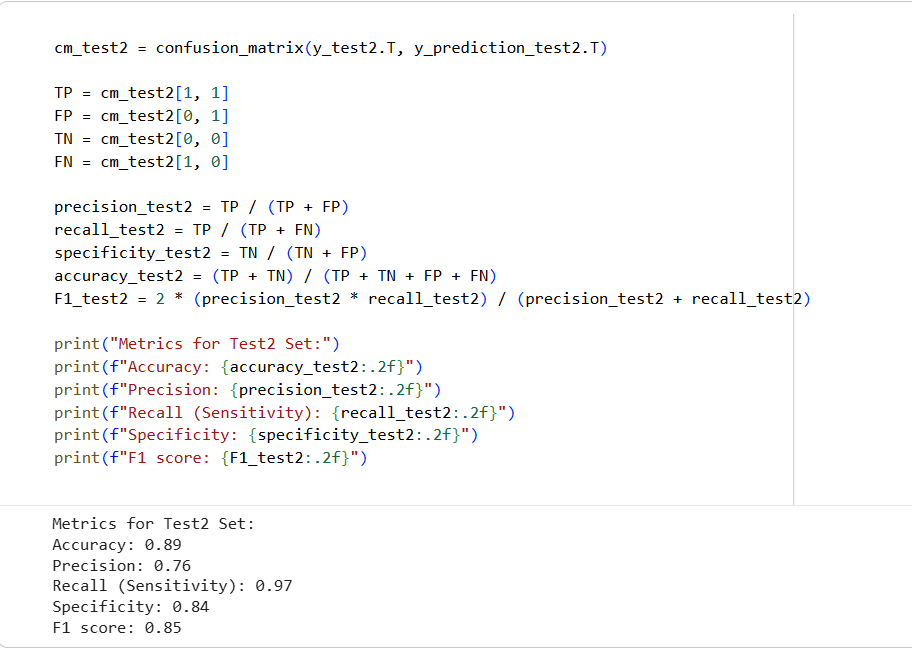 cm_test2 = confusion_matrix(y_test2.T, y_prediction_test2.T)
TP = cm_test2[1, 1]
FP = cm_test2[0, 1]
TN = cm_test2[0, 0]
FN = cm_test2[1, 0]
precision_test2 = TP / (TP + FP)
recall_test2 = TP / (TP + FN)
specificity_test2 = TN / (TN + FP)
accuracy_test2 = (TP + TN) / (TP + TN + FP + FN)
F1_test2 = 2 * (precision_test2 * recall_test2) / (precision_test2 + recall_test2)
print("Metrics for Test2 Set:")
print(f"Accuracy: {accuracy_test2:.2f}")
print(f"Precision: {precision_test2:.2f}")
print(f"Recall (Sensitivity): {recall_test2:.2f}")
print(f"Specificity: {specificity_test2:.2f}")
print(f"F1 score: {F1_test2:.2f}")
Metrics for Test2 Set:
Accuracy: 0.89
Precision: 0.76
Recall (Sensitivity): 0.97
Specificity: 0.84
F1 score: 0.85